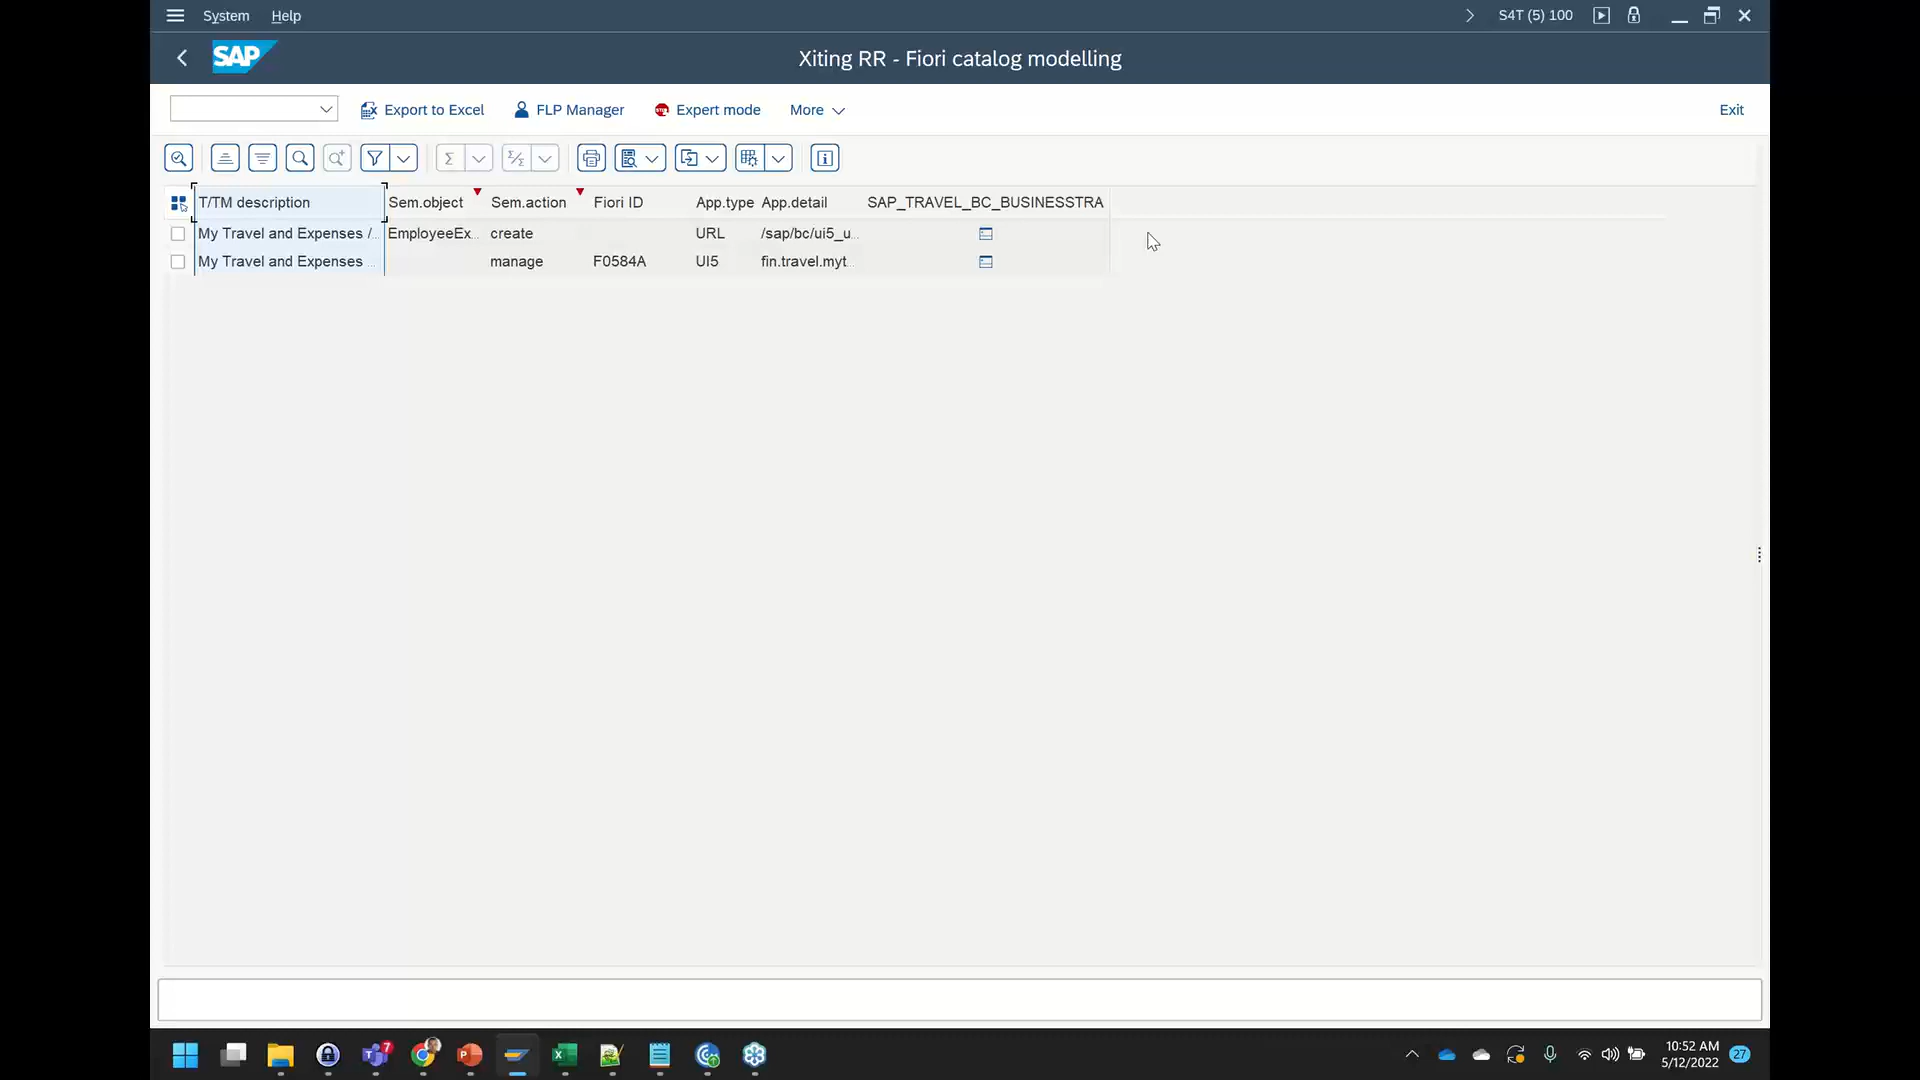 System Help S4T (5) 100
SAP Xiting RR - Fiori catalog modelling
Export to Excel FLP Manager Expert mode More Exit
T/TM description Sem.object Sem.action Fiori ID App.type App.detail SAP_TRAVEL_BC_BUSINESSTRA
My Travel and Expenses /... EmployeeEx... create URL /sap/bc/ui5_u...
My Travel and Expenses ... manage F0584A UI5 fin.travel.myt...
7
10:52 AM
5/12/2022 27